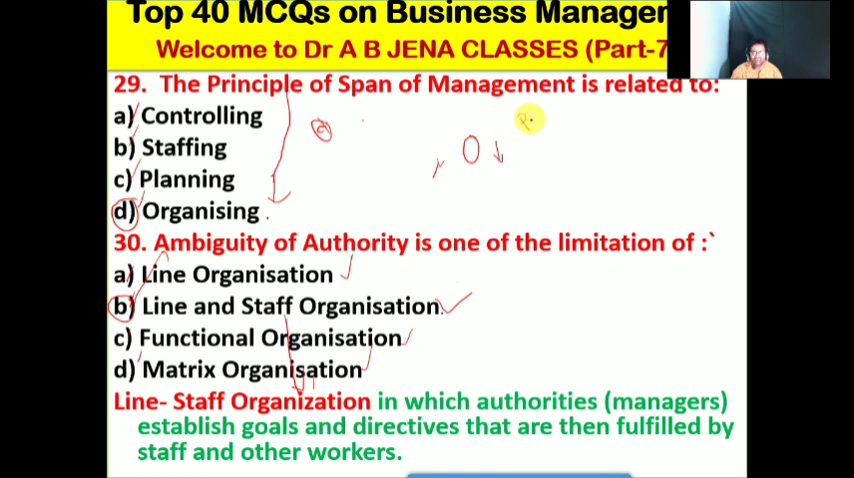 Top 40 MCQs on Business Manager
Welcome to Dr A B JENA CLASSES (Part-7
29. The Principle of Span of Management is related to:
a) Controlling
b) Staffing
c) Planning
d) Organising .
30. Ambiguity of Authority is one of the limitation of :`
a) Line Organisation
b) Line and Staff Organisation.
c) Functional Organisation
d) Matrix Organisation
Line- Staff Organization in which authorities (managers)
establish goals and directives that are then fulfilled by
staff and other workers.